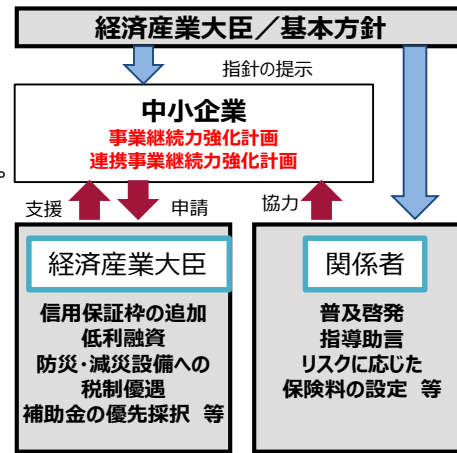 経済産業大臣／基本方針
指針の提示
中小企業
事業継続力強化計画
連携事業継続力強化計画
。
支援
申請
協力
経済産業大臣
信用保証枠の追加
低利融資
防災・減災設備への
税制優遇
補助金の優先採択 等
関係者
普及啓発
指導助言
リスクに応じた
保険料の設定 等